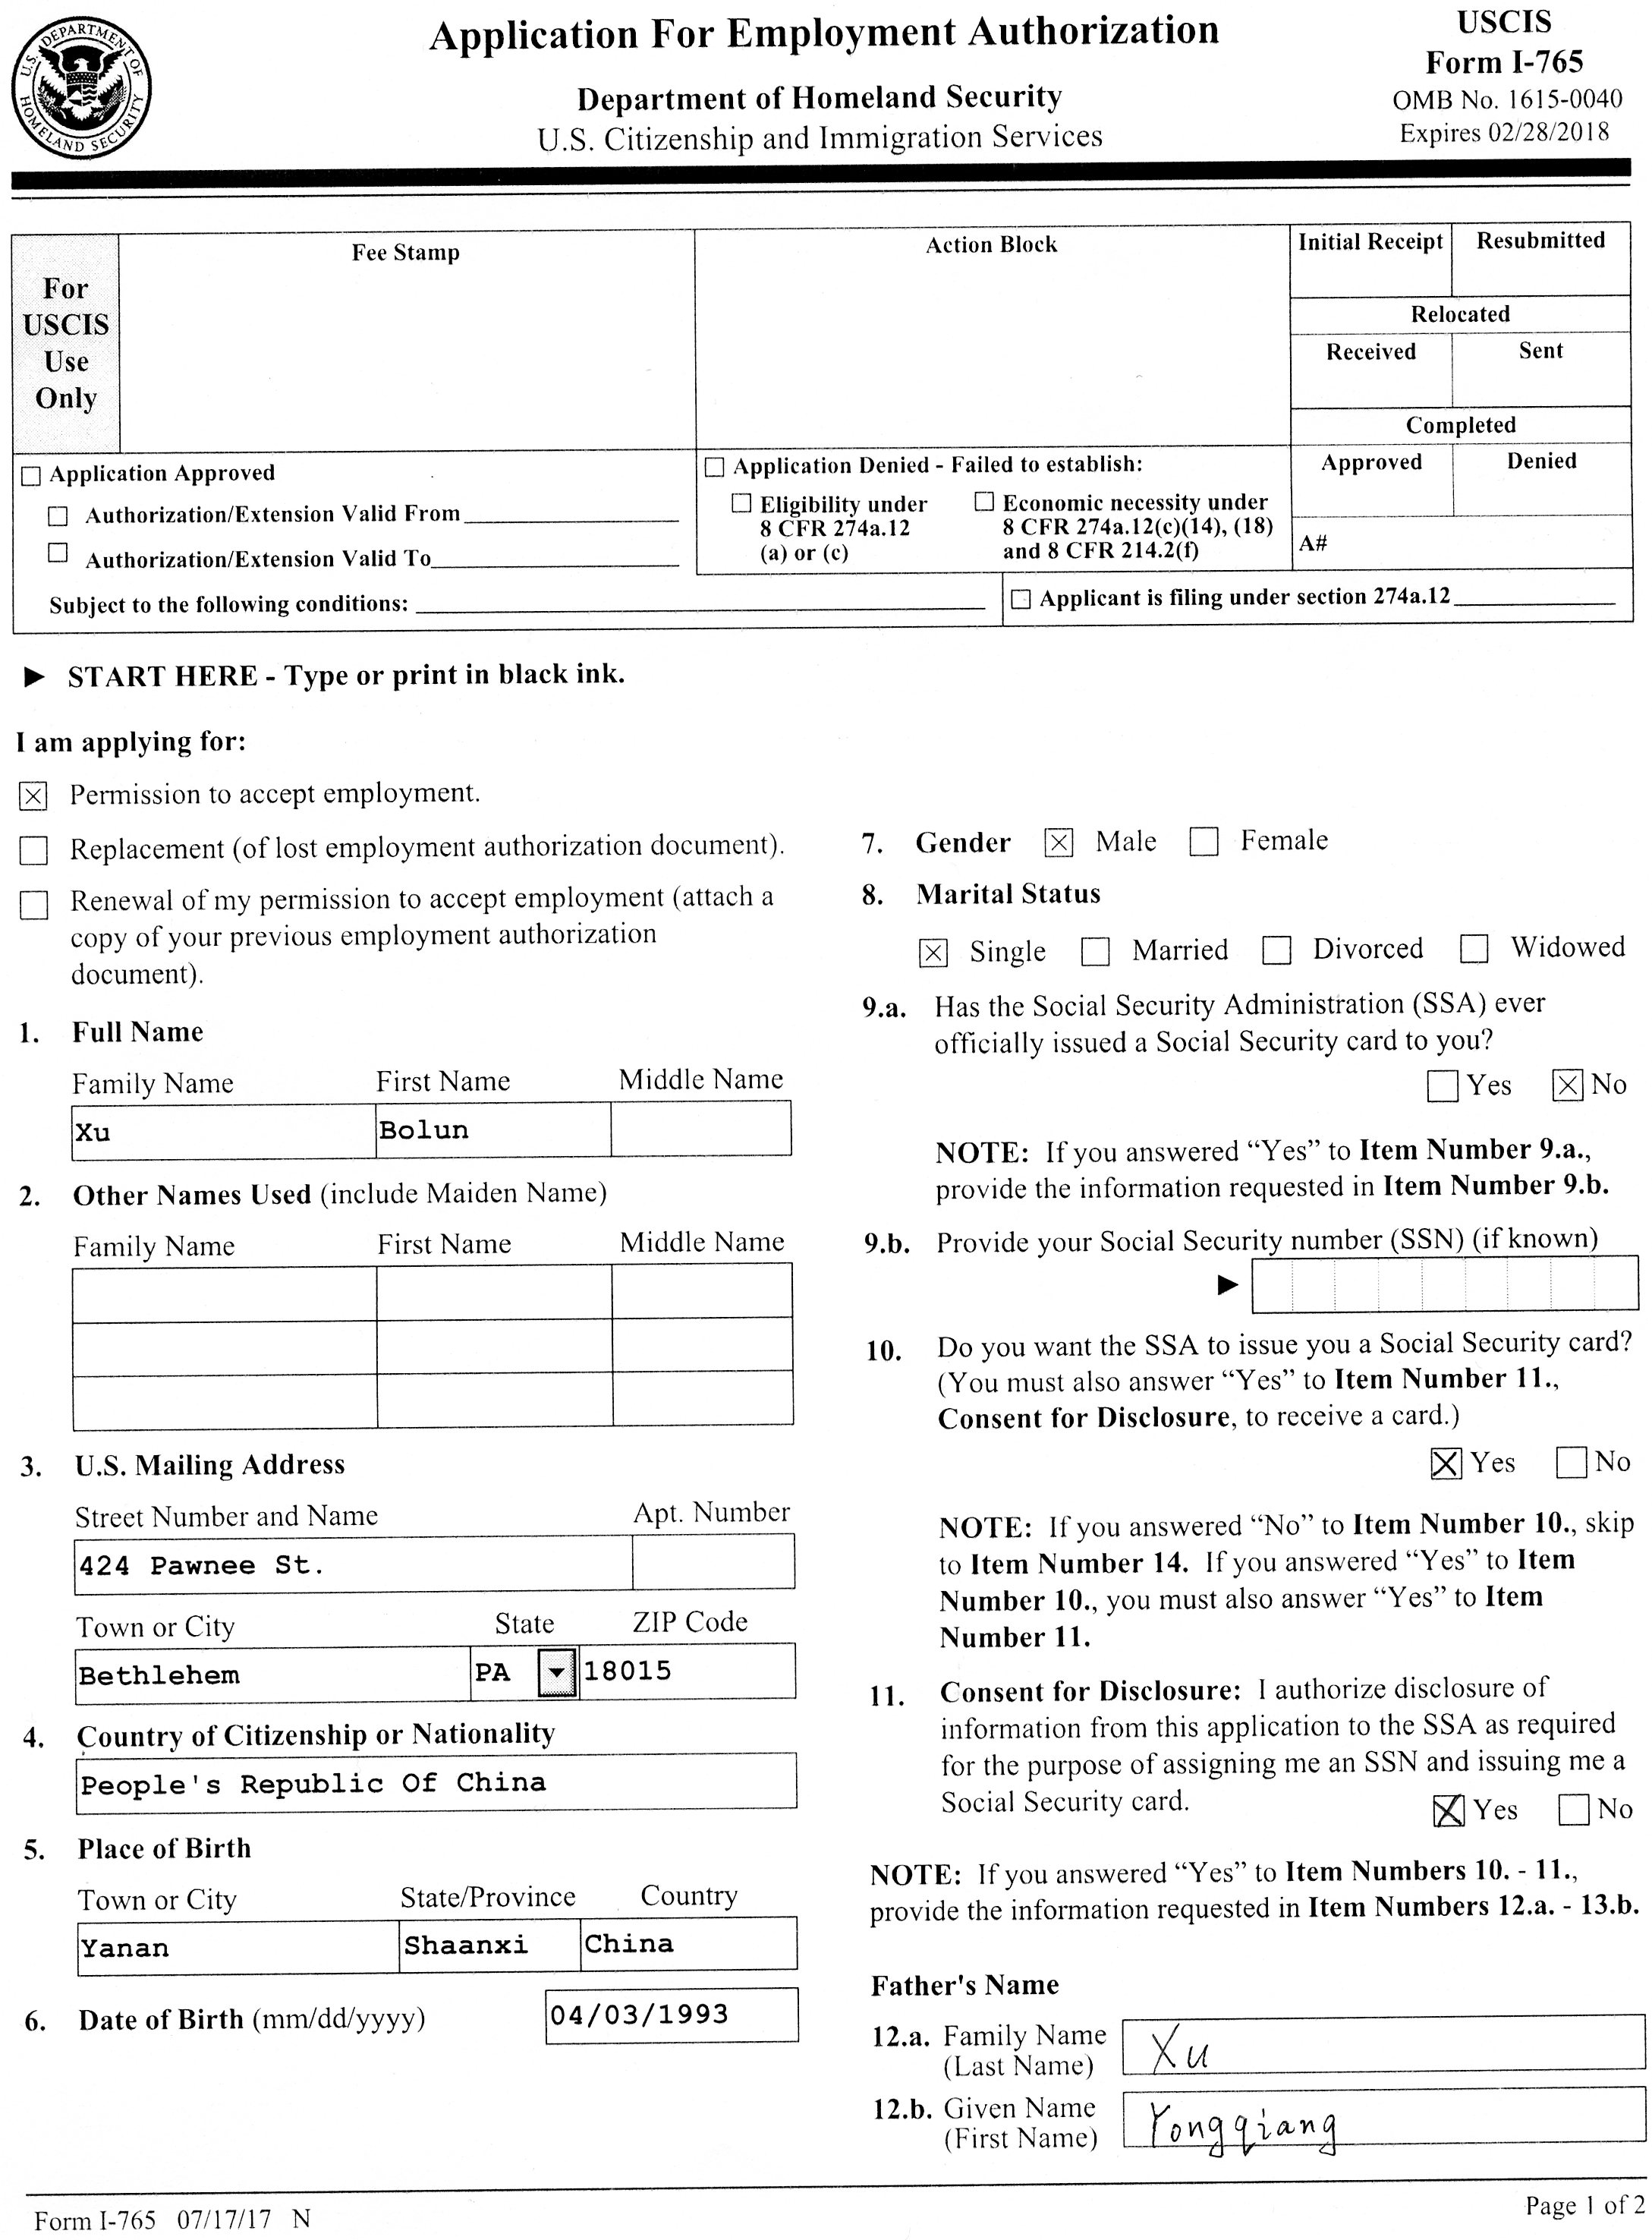 U.S. DEPARTMENT OF HOMELAND SECURITY
Application For Employment Authorization
Department of Homeland Security
U.S. Citizenship and Immigration Services
USCIS
Form I-765
OMB No. 1615-0040
Expires 02/28/2018
For
USCIS
Use
Only
Fee Stamp
Action Block
Initial Receipt
Resubmitted
Relocated
Received
Sent
Completed
Approved
Denied
A#
Application Approved
Authorization/Extension Valid From
Authorization/Extension Valid To
Subject to the following conditions:
Application Denied - Failed to establish:
Eligibility under
8 CFR 274a.12
(a) or (c)
Economic necessity under
8 CFR 274a.12(c)(14), (18)
and 8 CFR 214.2(f)
Applicant is filing under section 274a.12
► START HERE - Type or print in black ink.
I am applying for:
Permission to accept employment.
Replacement (of lost employment authorization document).
Renewal of my permission to accept employment (attach a
copy of your previous employment authorization
document).
1. Full Name
Family Name First Name Middle Name
Xu Bolun
2. Other Names Used (include Maiden Name)
Family Name First Name Middle Name
3. U.S. Mailing Address
Street Number and Name Apt. Number
424 Pawnee St.
Town or City State ZIP Code
Bethlehem PA 18015
4. Country of Citizenship or Nationality
People's Republic Of China
5. Place of Birth
Town or City State/Province Country
Yanan Shaanxi China
6. Date of Birth (mm/dd/yyyy) 04/03/1993
7. Gender Male Female
8. Marital Status
Single Married Divorced Widowed
9.a. Has the Social Security Administration (SSA) ever
officially issued a Social Security card to you?
Yes No
NOTE: If you answered “Yes” to Item Number 9.a.,
provide the information requested in Item Number 9.b.
9.b. Provide your Social Security number (SSN) (if known)
►
10. Do you want the SSA to issue you a Social Security card?
(You must also answer “Yes” to Item Number 11.,
Consent for Disclosure, to receive a card.)
Yes No
NOTE: If you answered “No” to Item Number 10., skip
to Item Number 14. If you answered “Yes” to Item
Number 10., you must also answer “Yes” to Item
Number 11.
11. Consent for Disclosure: I authorize disclosure of
information from this application to the SSA as required
for the purpose of assigning me an SSN and issuing me a
Social Security card.
Yes No
NOTE: If you answered “Yes” to Item Numbers 10. - 11.,
provide the information requested in Item Numbers 12.a. - 13.b.
Father's Name
12.a. Family Name
(Last Name)
Xu
12.b. Given Name
(First Name)
Yongqiang
Form I-765 07/17/17 N
Page 1 of 2